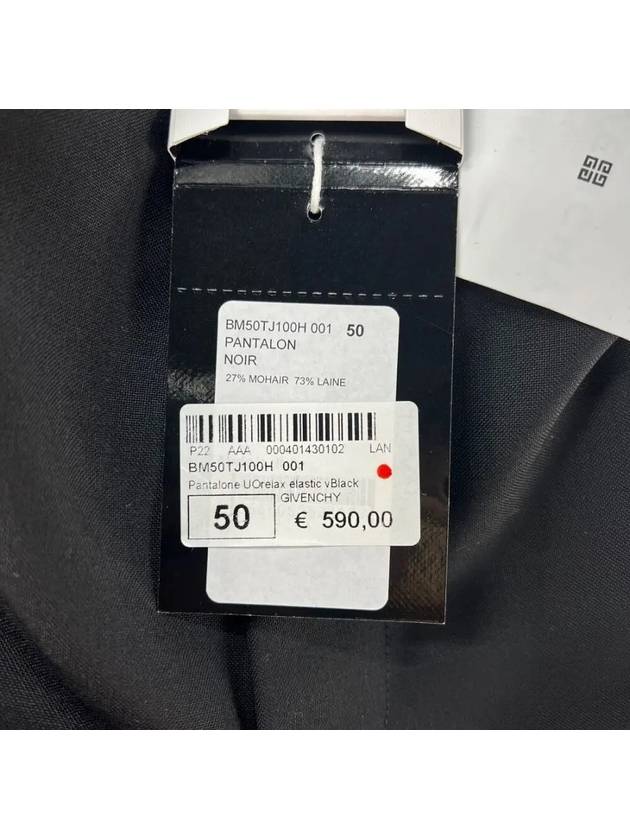 BM50TJ100H 001 50
PANTALON
NOIR
27% MOHAIR 73% LAINE
P22 AAA 000401430102 LAN
BM50TJ100H 001
Pantalone UOrelax elastic vBlack
GIVENCHY
50 € 590,00